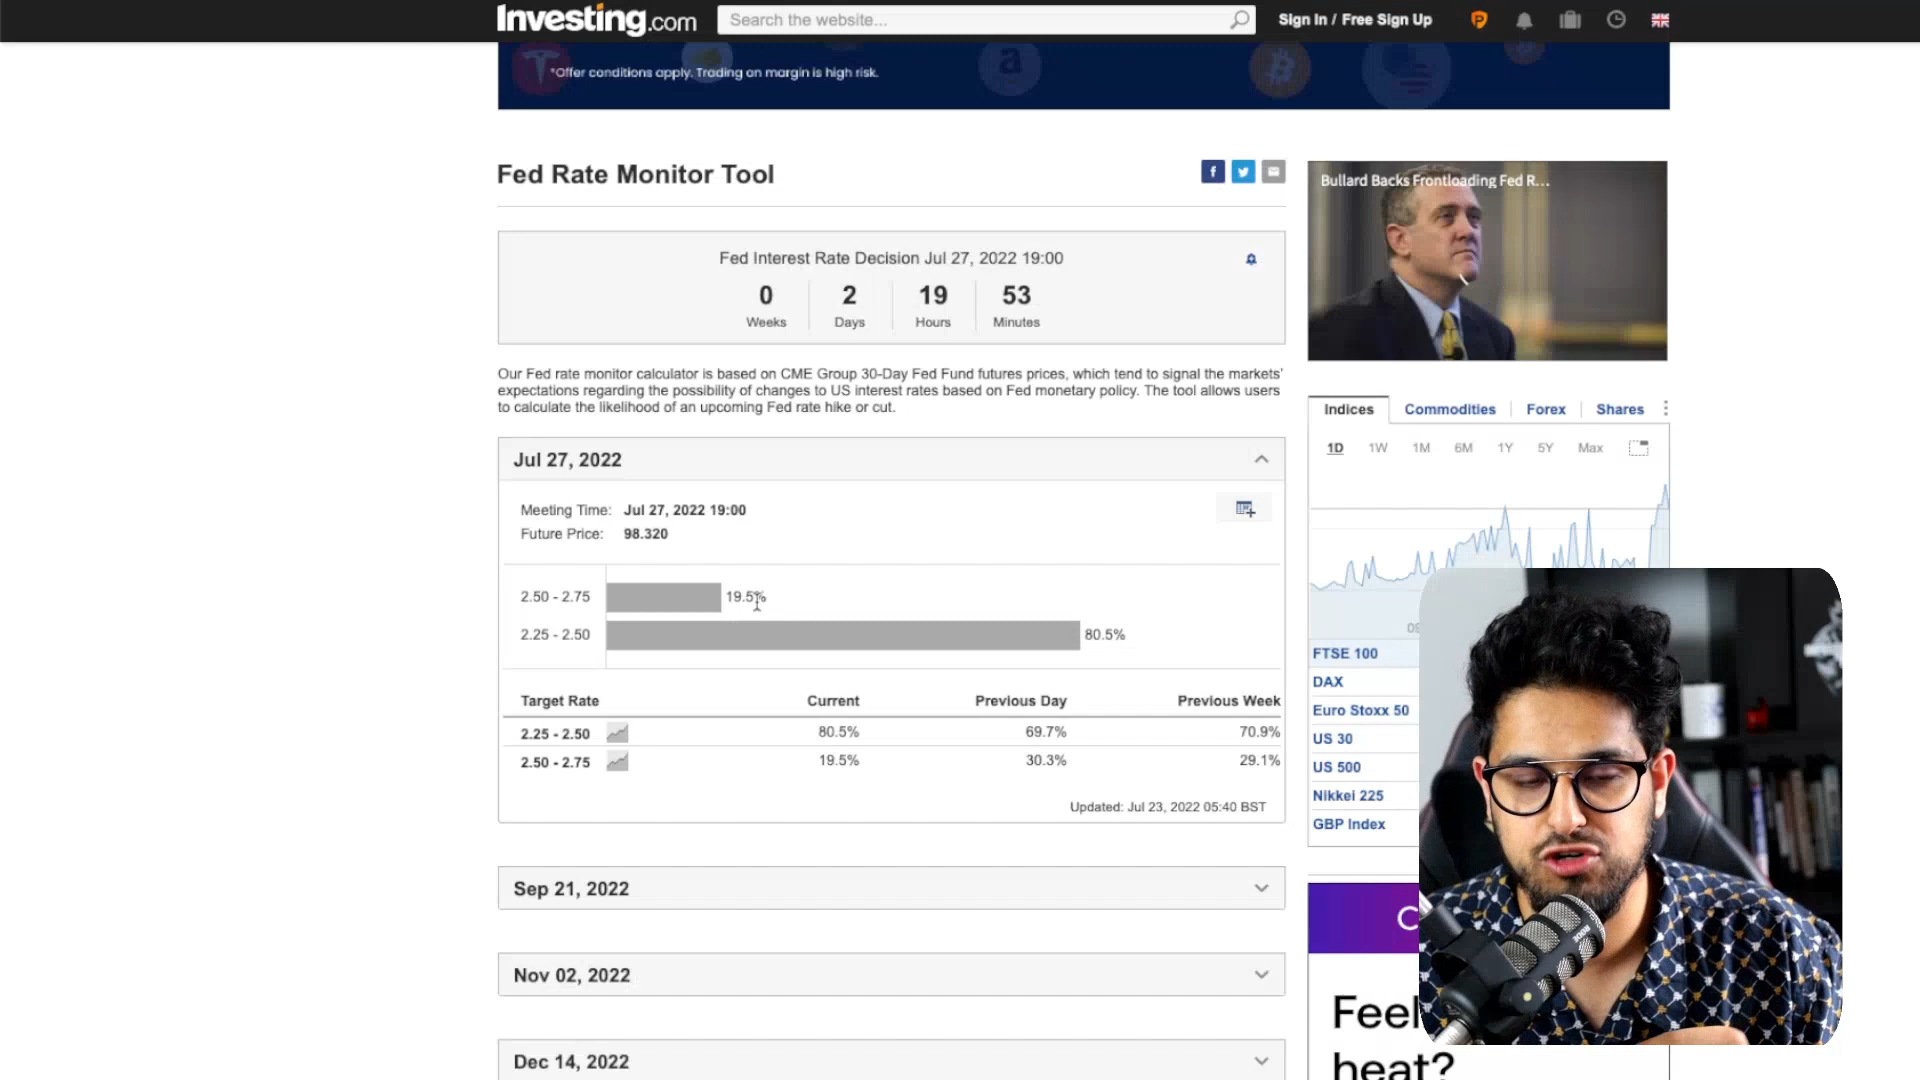 Investing.com
Search the website...
Sign In / Free Sign Up
*Offer conditions apply. Trading on margin is high risk.
Fed Rate Monitor Tool
Fed Interest Rate Decision Jul 27, 2022 19:00
0 2 19 53
Weeks Days Hours Minutes
Our Fed rate monitor calculator is based on CME Group 30-Day Fed Fund futures prices, which tend to signal the markets'
expectations regarding the possibility of changes to US interest rates based on Fed monetary policy. The tool allows users
to calculate the likelihood of an upcoming Fed rate hike or cut.
Jul 27, 2022
Meeting Time: Jul 27, 2022 19:00
Future Price: 98.320
2.50 - 2.75 19.5%
2.25 - 2.50 80.5%
Target Rate Current Previous Day Previous Week
2.25 - 2.50 80.5% 69.7% 70.9%
2.50 - 2.75 19.5% 30.3% 29.1%
Updated: Jul 23, 2022 05:40 BST
Sep 21, 2022
Nov 02, 2022
Dec 14, 2022
Bullard Backs Frontloading Fed R...
Indices Commodities Forex Shares
1D 1W 1M 6M 1Y 5Y Max
FTSE 100
DAX
Euro Stoxx 50
US 30
US 500
Nikkei 225
GBP Index
Feel
heat?
RØDE